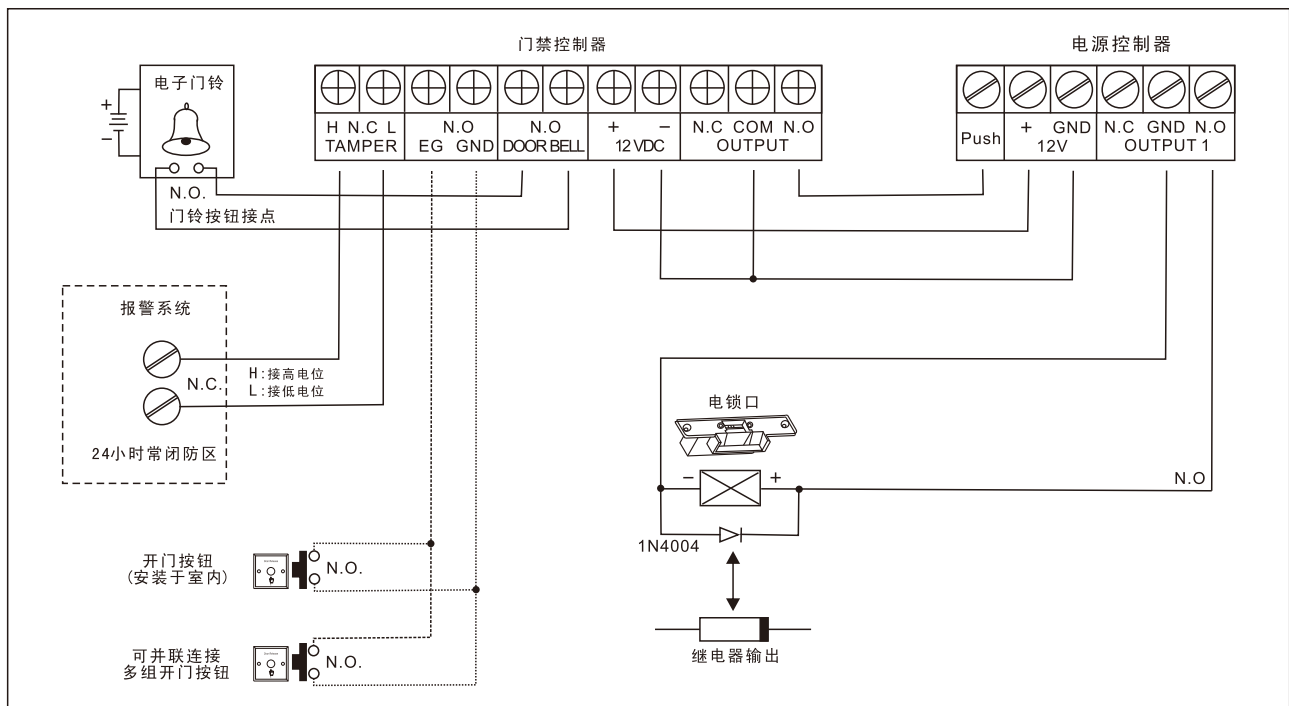 门禁控制器
电源控制器
电子门铃
+
−
H N.C L
TAMPER
N.O
EG GND
N.O
DOOR BELL
+ −
12 VDC
N.C COM N.O
OUTPUT
Push
+ GND
12V
N.C GND N.O
OUTPUT 1
N.O.
门铃按钮接点
报警系统
N.C.
H:接高电位
L:接低电位
24小时常闭防区
电锁口
− +
N.O
1N4004
继电器输出
开门按钮
(安装于室内)
N.O.
可并联连接
多组开门按钮
N.O.